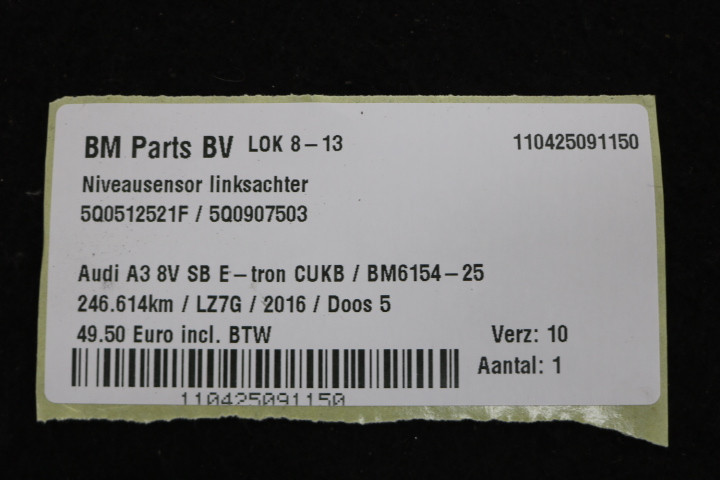 BM Parts BV LOK 8-13 110425091150
Niveausensor linksachter
5Q0512521F / 5Q0907503
Audi A3 8V SB E-tron CUKB / BM6154-25
246.614km / LZ7G / 2016 / Doos 5
49.50 Euro incl. BTW Verz: 10
Aantal: 1
110425091150